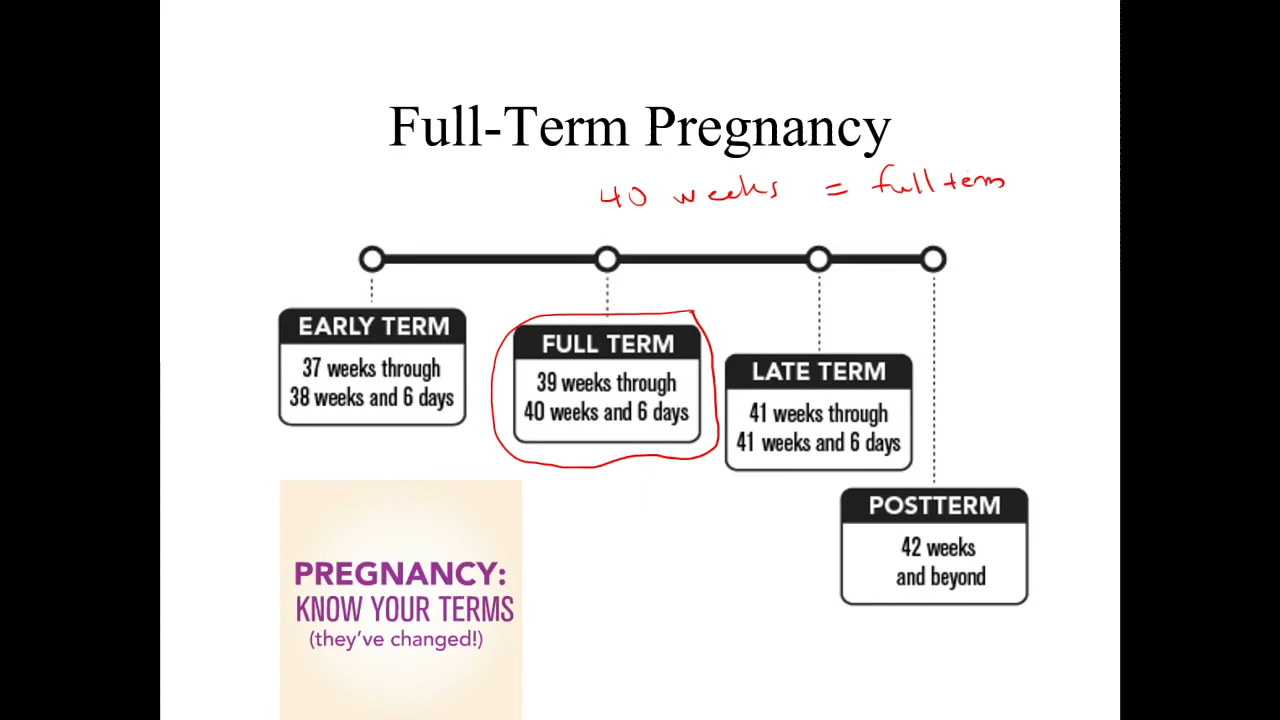 Full-Term Pregnancy
40 weeks = full term
EARLY TERM
37 weeks through
38 weeks and 6 days
FULL TERM
39 weeks through
40 weeks and 6 days
LATE TERM
41 weeks through
41 weeks and 6 days
POSTTERM
42 weeks
and beyond
PREGNANCY:
KNOW YOUR TERMS
(they've changed!)